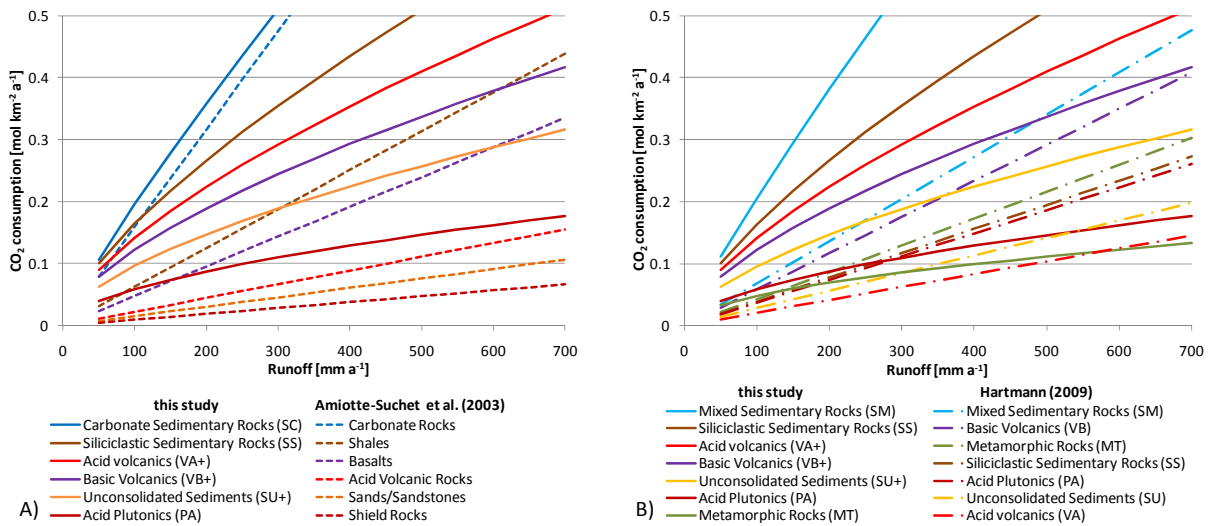 0.5
0.4
0.3
0.2
0.1
0
CO2 consumption [mol km-2 a-1]
0 100 200 300 400 500 600 700
Runoff [mm a-1]
this study Amiotte-Suchet et al. (2003)
Carbonate Sedimentary Rocks (SC) Carbonate Rocks
Siliciclastic Sedimentary Rocks (SS) Shales
Acid volcanics (VA+) Basalts
Basic Volcanics (VB+) Acid Volcanic Rocks
Unconsolidated Sediments (SU+) Sands/Sandstones
Acid Plutonics (PA) Shield Rocks
A)
0.5
0.4
0.3
0.2
0.1
0
CO2 consumption [mol km-2 a-1]
0 100 200 300 400 500 600 700
Runoff [mm a-1]
this study Hartmann (2009)
Mixed Sedimentary Rocks (SM) Mixed Sedimentary Rocks (SM)
Siliciclastic Sedimentary Rocks (SS) Basic Volcanics (VB)
Acid volcanics (VA+) Metamorphic Rocks (MT)
Basic Volcanics (VB+) Siliciclastic Sedimentary Rocks (SS)
Unconsolidated Sediments (SU+) Acid Plutonics (PA)
Acid Plutonics (PA) Unconsolidated Sediments (SU)
Metamorphic Rocks (MT) Acid volcanics (VA)
B)